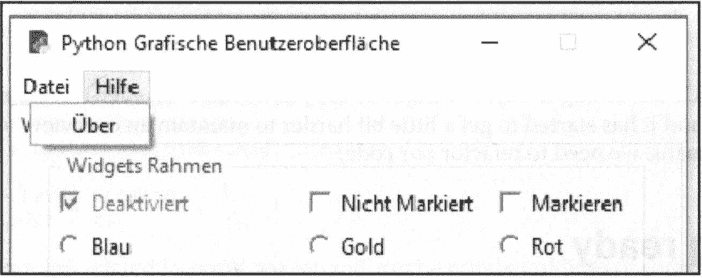 Python Grafische Benutzeroberfläche
Datei Hilfe
Über
Widgets Rahmen
Deaktiviert Nicht Markiert Markieren
Blau Gold Rot